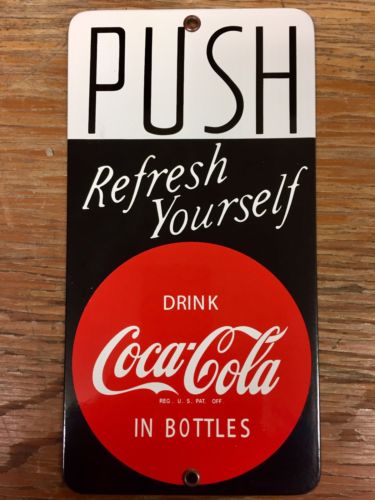 PUSH
Refresh
Yourself
DRINK
Coca-Cola
REG. U.S. PAT. OFF
IN BOTTLES